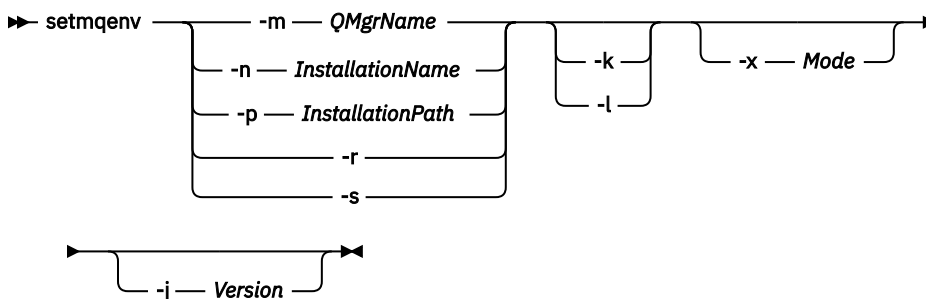 setmqenv -m QMgrName
-n InstallationName
-p InstallationPath
-r
-s
-k
-l
-x Mode
-j Version